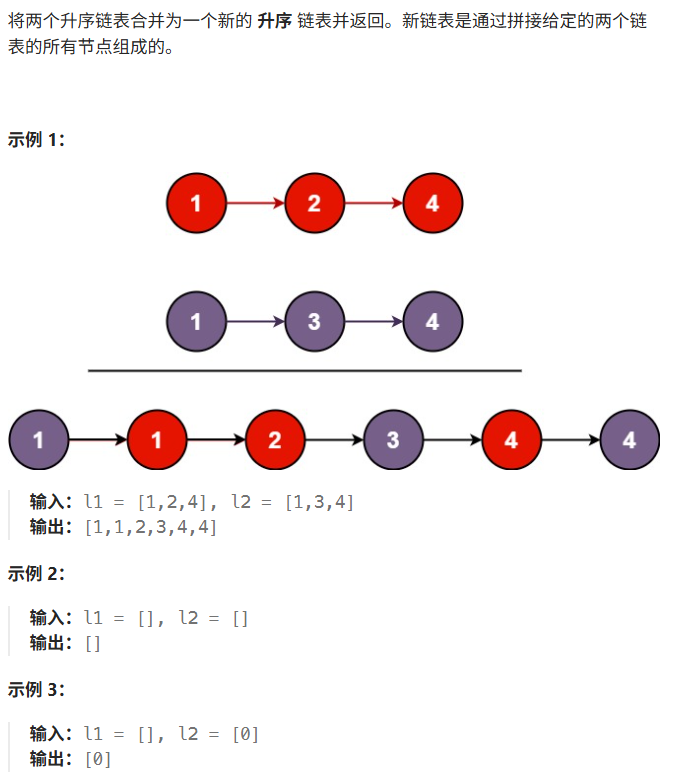 将两个升序链表合并为一个新的 升序 链表并返回。新链表是通过拼接给定的两个链
表的所有节点组成的。
示例 1:
1 2 4
1 3 4
1 1 2 3 4 4
输入: l1 = [1,2,4], l2 = [1,3,4]
输出: [1,1,2,3,4,4]
示例 2:
输入: l1 = [], l2 = []
输出: []
示例 3:
输入: l1 = [], l2 = [0]
输出: [0]